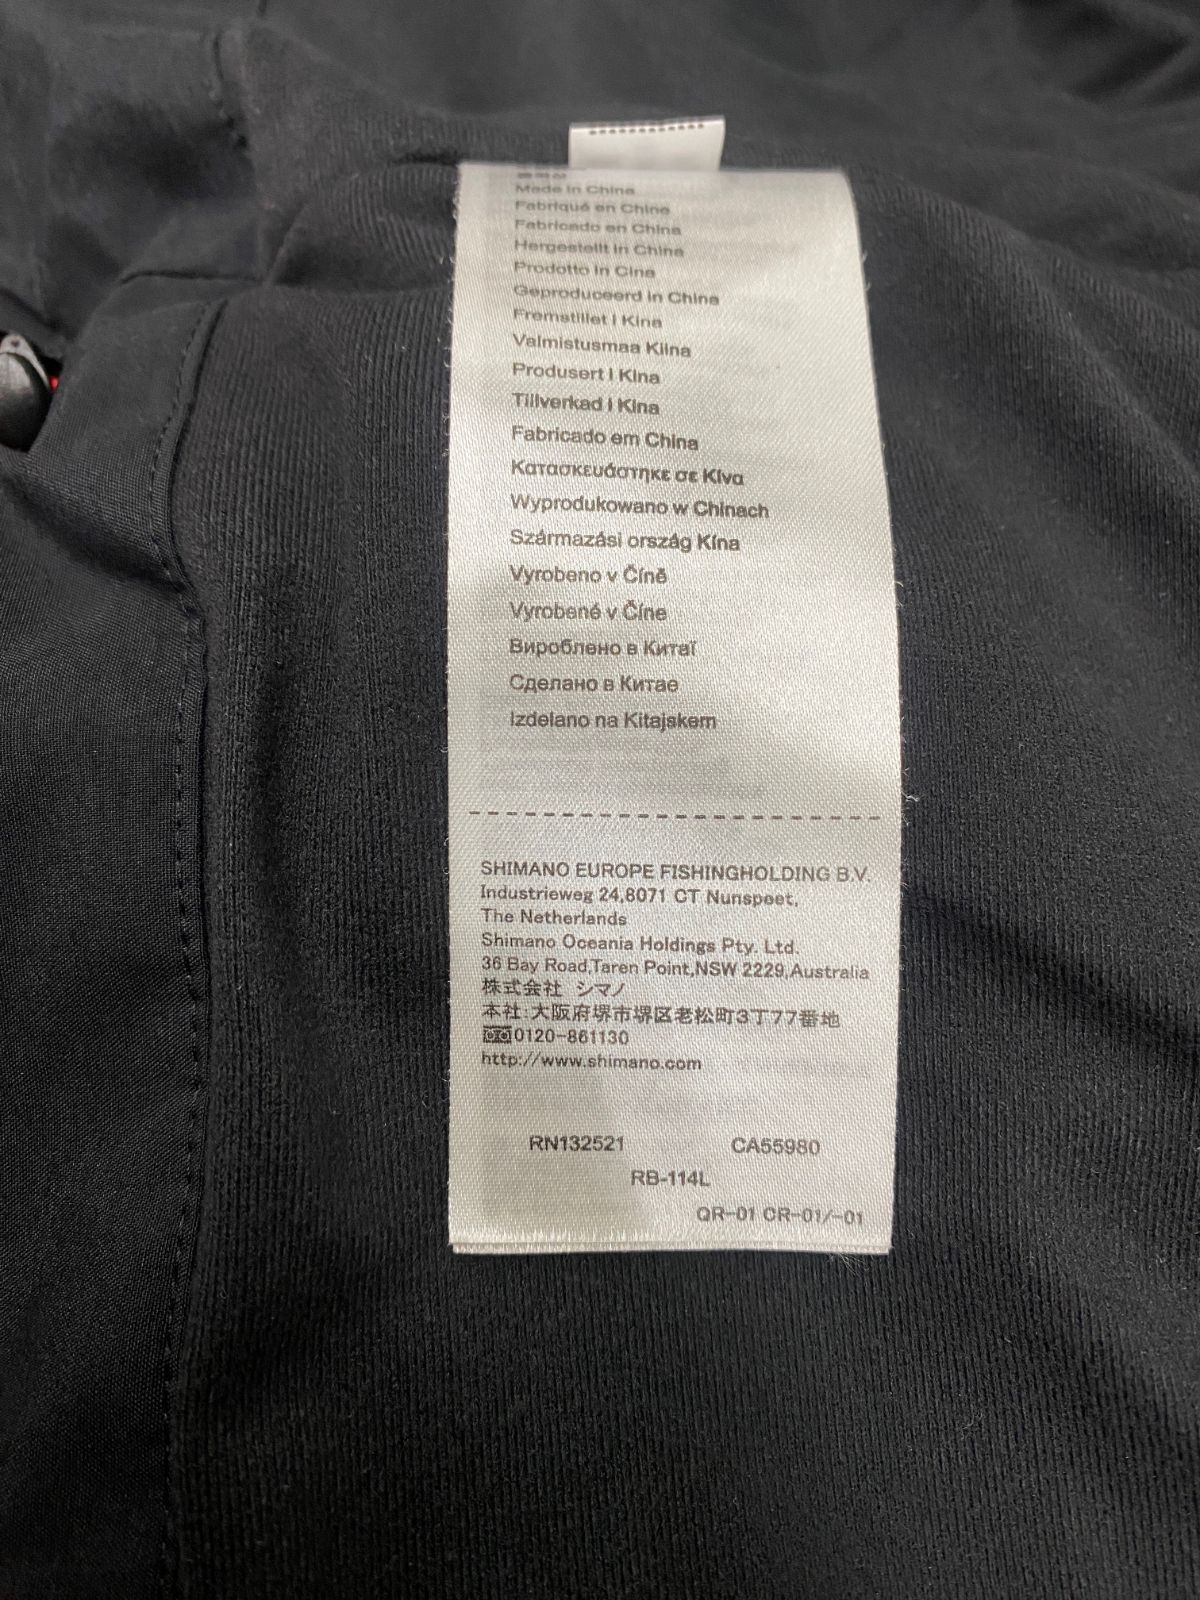 Made in China
Fabriqué en Chine
Fabricado en China
Hergestellt in China
Prodotto in Cina
Geproduceerd in China
Fremstillet i Kina
Valmistusmaa Kiina
Produsert i Kina
Tillverkad i Kina
Fabricado em China
Κατασκευάστηκε σε Κίνα
Wyprodukowano w Chinach
Származási ország Kína
Vyrobeno v Číně
Vyrobené v Číne
Вироблено в Китаї
Сделано в Китае
Izdelano na Kitajskem
SHIMANO EUROPE FISHINGHOLDING B.V.
Industrieweg 24,8071 CT Nunspeet,
The Netherlands
Shimano Oceania Holdings Pty. Ltd.
36 Bay Road,Taren Point,NSW 2229,Australia
株式会社 シマノ
本社:大阪府堺市堺区老松町3丁77番地
0120-861130
http://www.shimano.com
RN132521 CA55980
RB-114L
QR-01 CR-01/-01